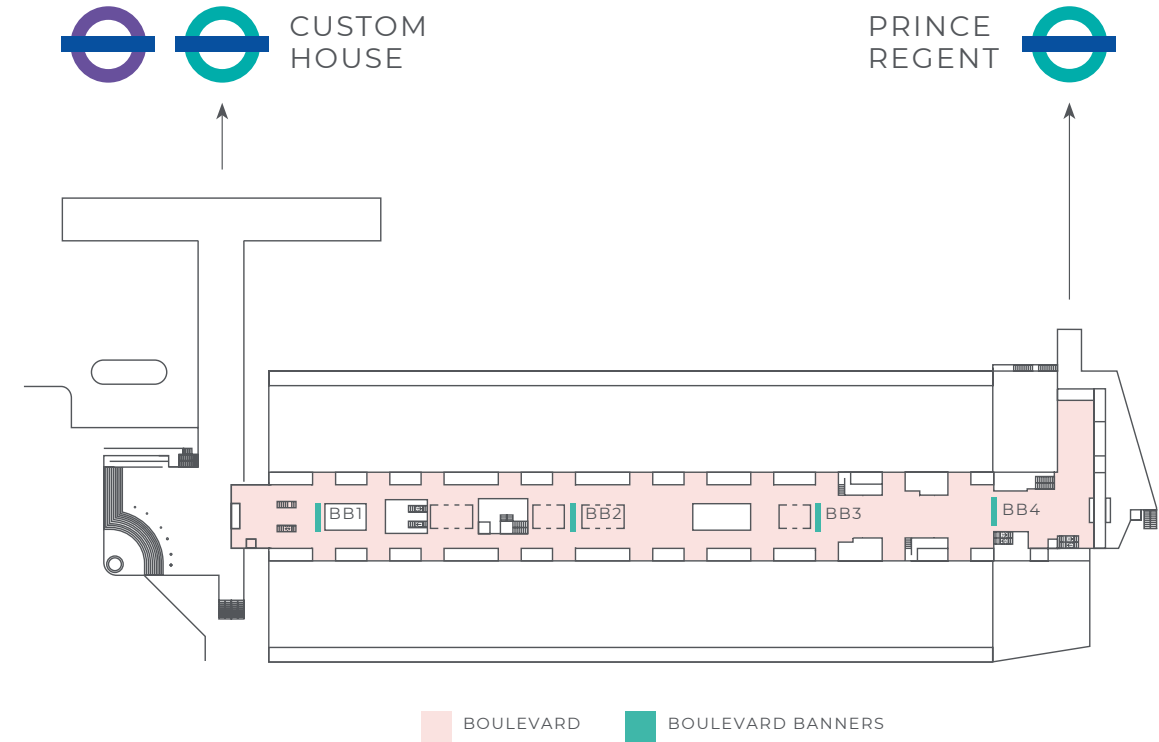 CUSTOM
HOUSE
PRINCE
REGENT
BB1
BB2
BB3
BB4
BOULEVARD
BOULEVARD BANNERS